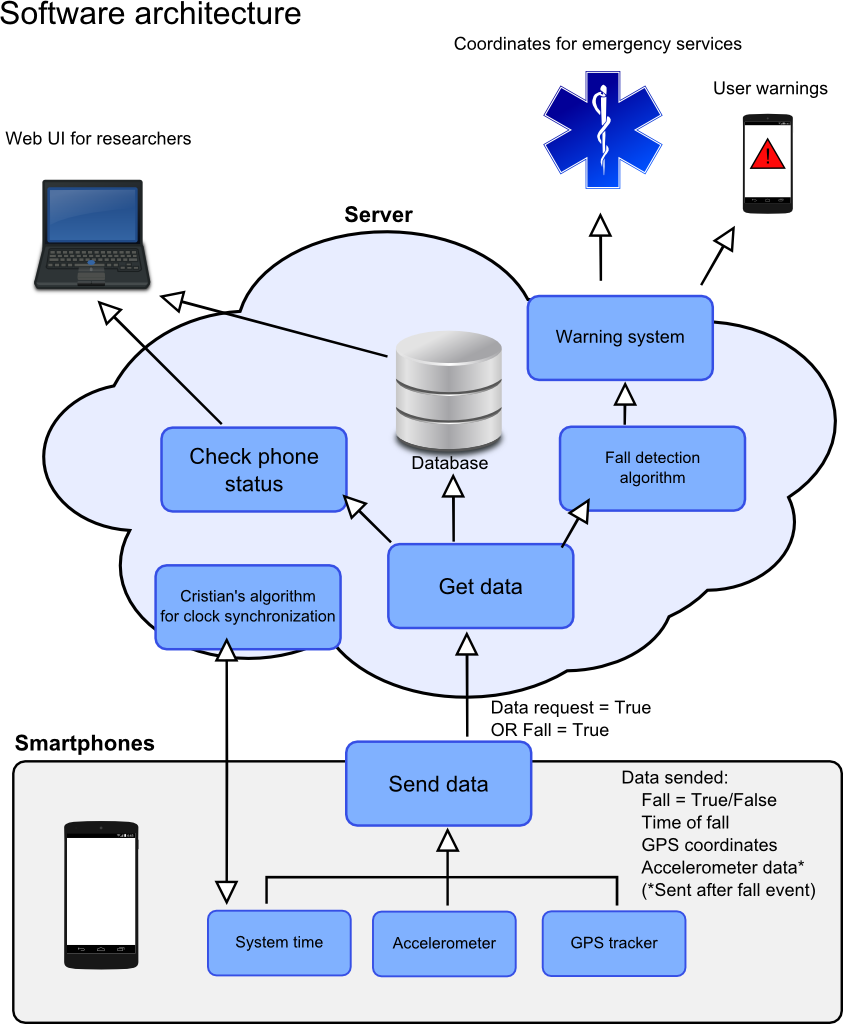 Software architecture
Coordinates for emergency services
User warnings
Web UI for researchers
Server
Warning system
Database
Check phone
status
Fall detection
algorithm
Cristian's algorithm
for clock synchronization
Get data
Data request = True
OR Fall = True
Smartphones
Send data
Data sended:
Fall = True/False
Time of fall
GPS coordinates
Accelerometer data*
(*Sent after fall event)
System time
Accelerometer
GPS tracker